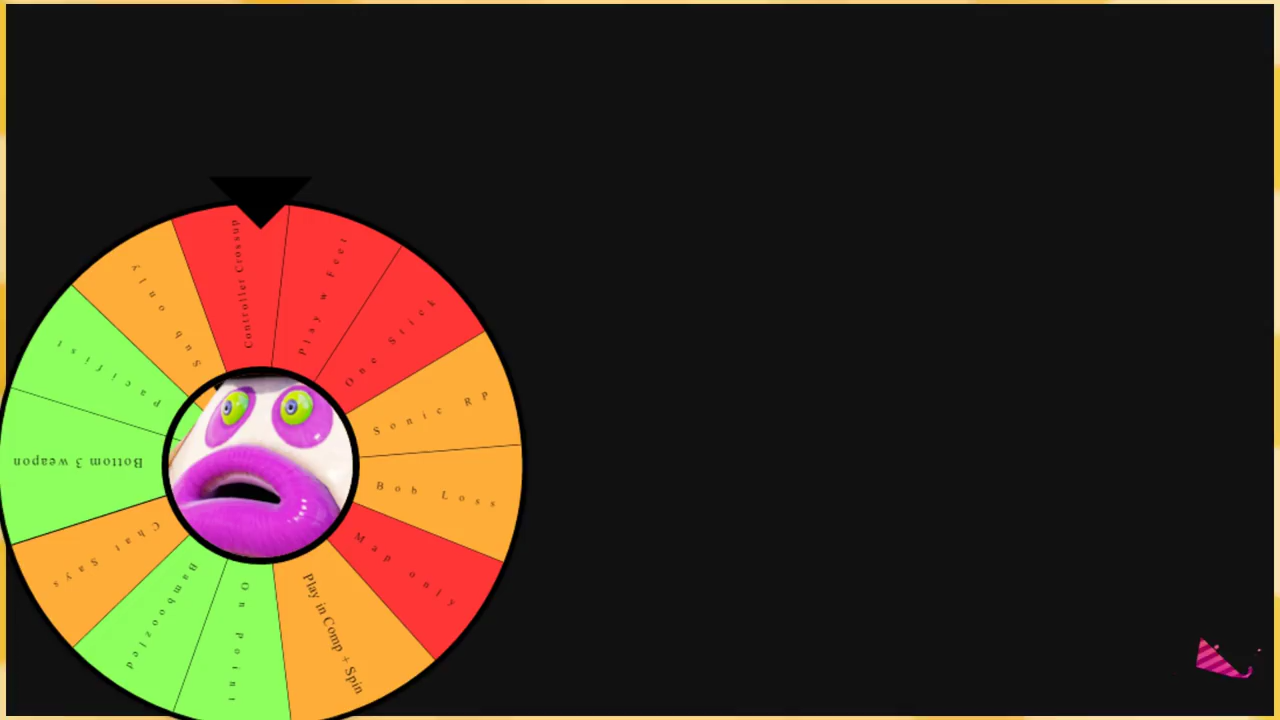 Controller Crossup
Play w Feet
One Stick
Sonic RP
Bob Loss
Map only
Play in Comp + Spin
On Point
Bamboozled
Chat Says
Bottom 3 weapon
Pacifist
Sub only